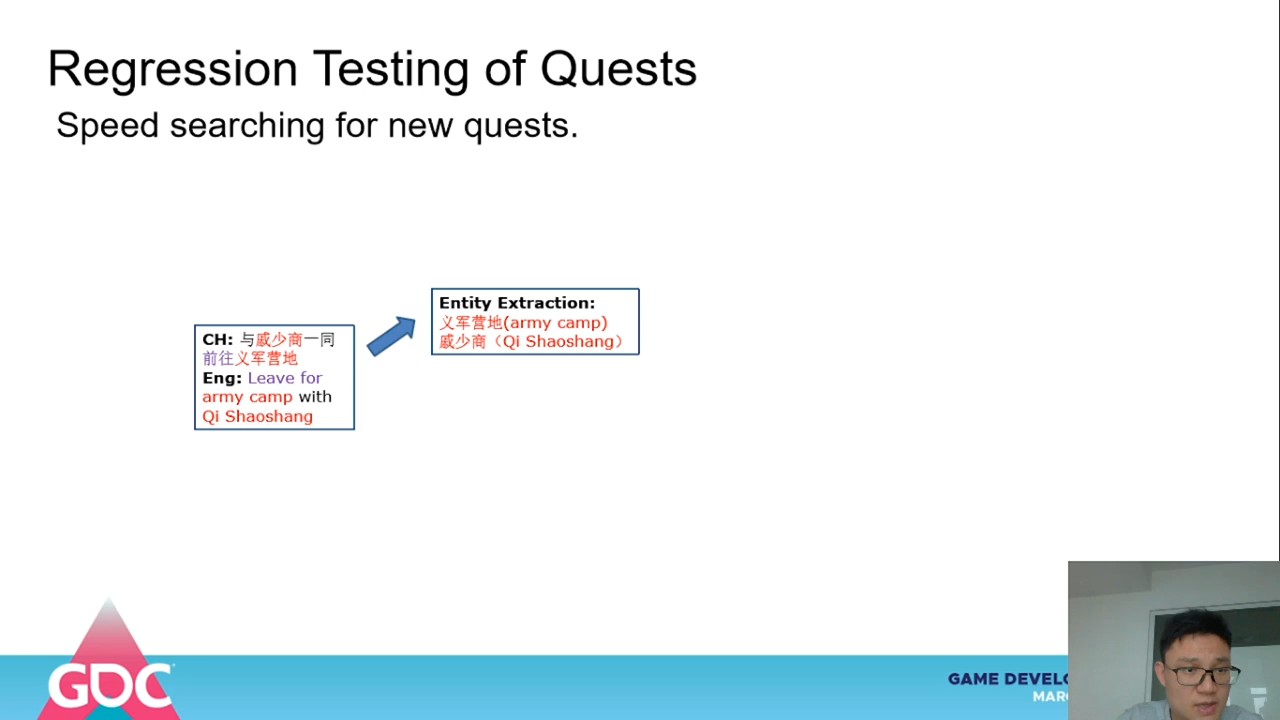 Regression Testing of Quests
Speed searching for new quests.
CH: 与戚少商一同
前往义军营地
Eng: Leave for
army camp with
Qi Shaoshang
Entity Extraction:
义军营地(army camp)
戚少商（Qi Shaoshang）
GDC
GAME DEVELO
MARC